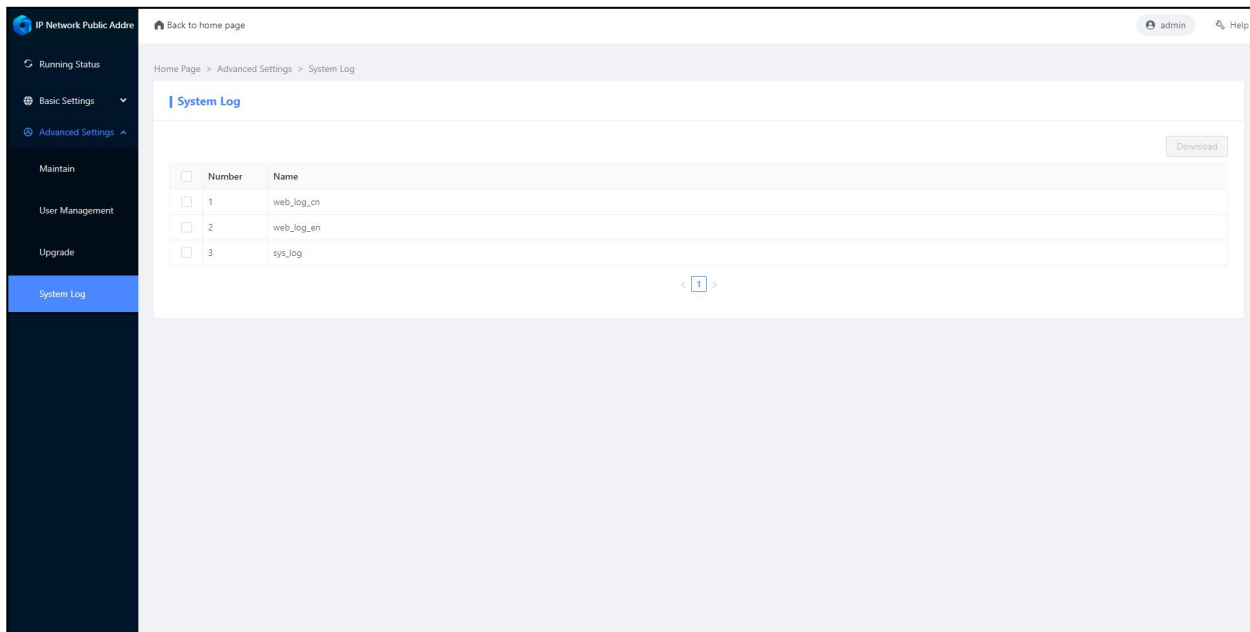 IP Network Public Addre
Back to home page
admin
Help
Running Status
Basic Settings
Advanced Settings
Maintain
User Management
Upgrade
System Log
Home Page > Advanced Settings > System Log
System Log
Download
Number Name
1 web_log_cn
2 web_log_en
3 sys_log
< 1 >